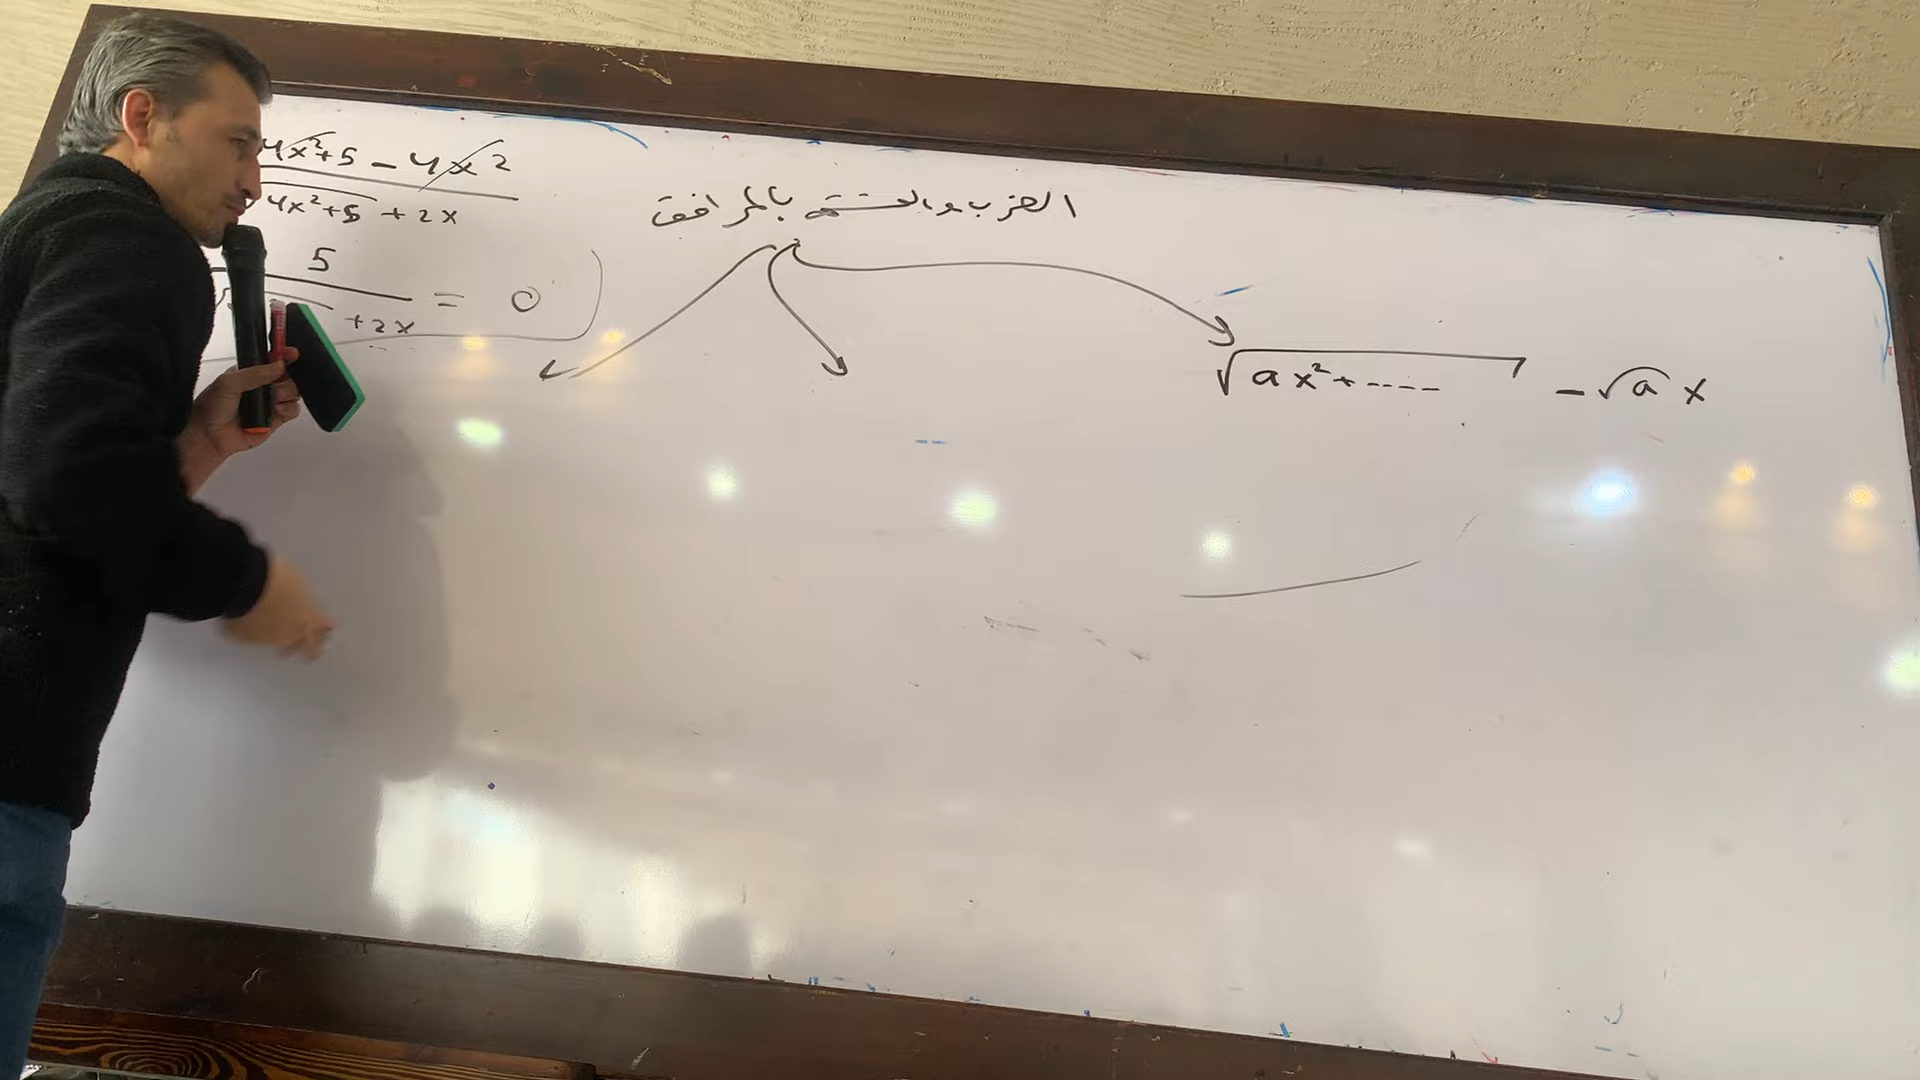 4x²+5 - 4x²
4x²+5 + 2x
5
+2x = 0
الضرب والقسمة بالمرافق
√ax²+---- - √a x